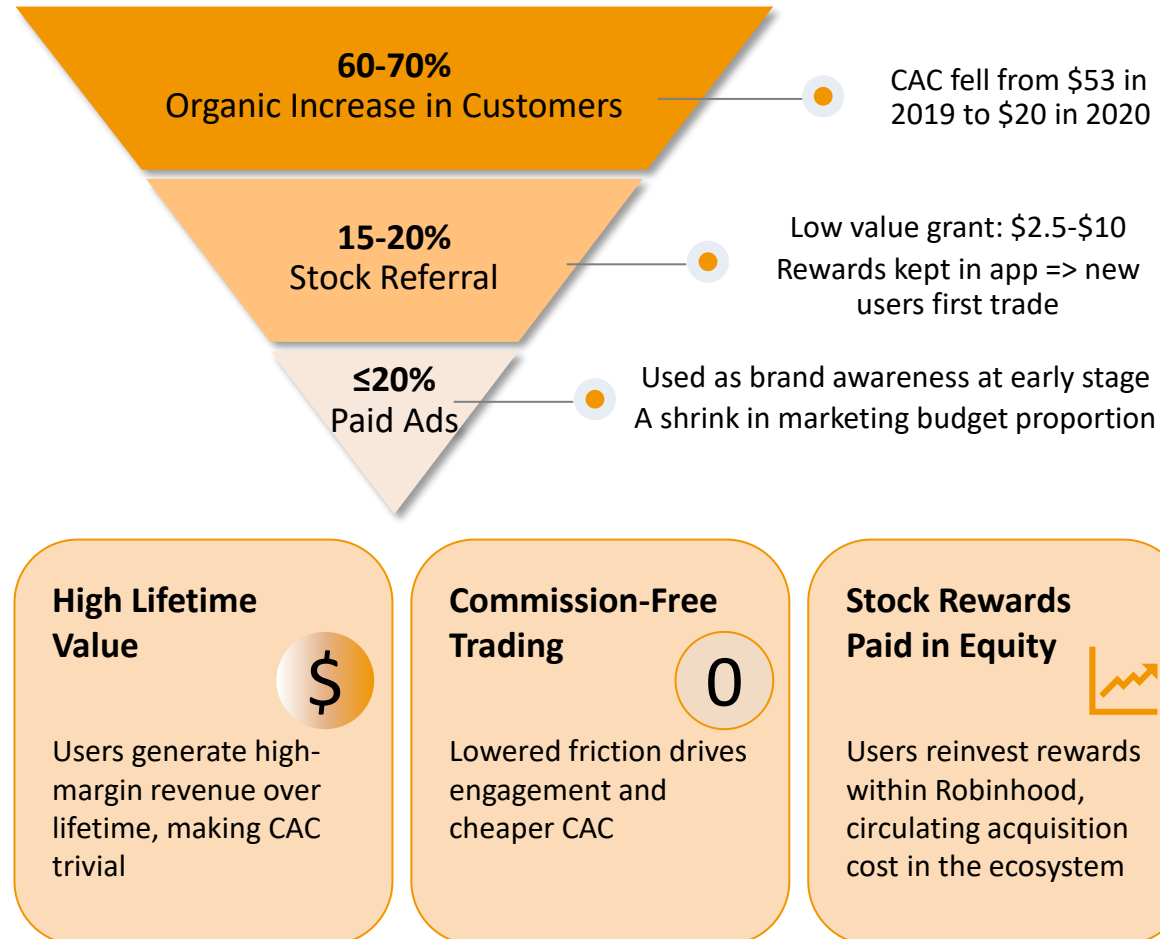 60-70%
Organic Increase in Customers
CAC fell from $53 in
2019 to $20 in 2020
15-20%
Stock Referral
Low value grant: $2.5-$10
Rewards kept in app => new
users first trade
≤20%
Paid Ads
Used as brand awareness at early stage
A shrink in marketing budget proportion
High Lifetime
Value
$
Users generate high-
margin revenue over
lifetime, making CAC
trivial
Commission-Free
Trading
0
Lowered friction drives
engagement and
cheaper CAC
Stock Rewards
Paid in Equity
Users reinvest rewards
within Robinhood,
circulating acquisition
cost in the ecosystem